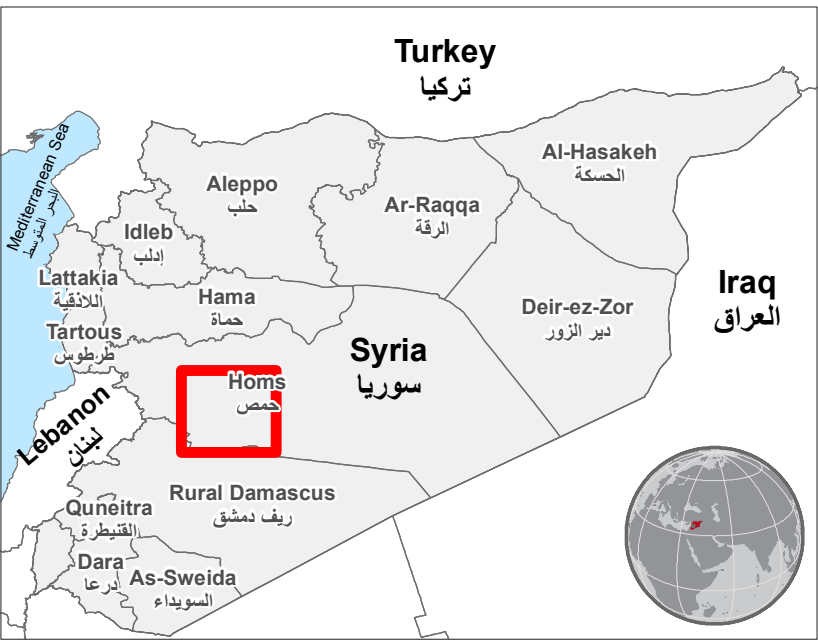 Turkey
تركيا
Mediterranean Sea
البحر المتوسط
Al-Hasakeh
الحسكة
Aleppo
حلب
Ar-Raqqa
الرقة
Idleb
إدلب
Lattakia
اللاذقية
Hama
حماة
Iraq
العراق
Deir-ez-Zor
دير الزور
Tartous
طرطوس
Syria
سوريا
Homs
حمص
Lebanon
لبنان
Rural Damascus
ريف دمشق
Quneitra
القنيطرة
Dara
درعا
As-Sweida
السويداء